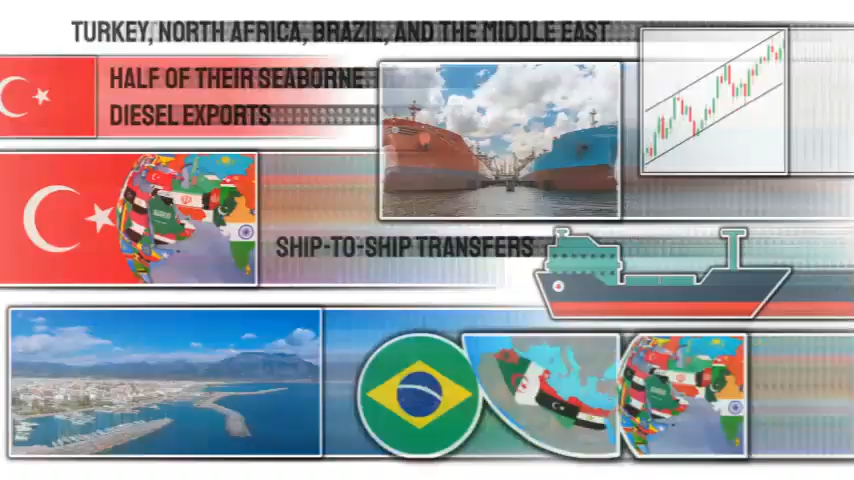 TURKEY, NORTH AFRICA, BRAZIL, AND THE MIDDLE EAST
HALF OF THEIR SEABORNE
DIESEL EXPORTS
SHIP-TO-SHIP TRANSFERS